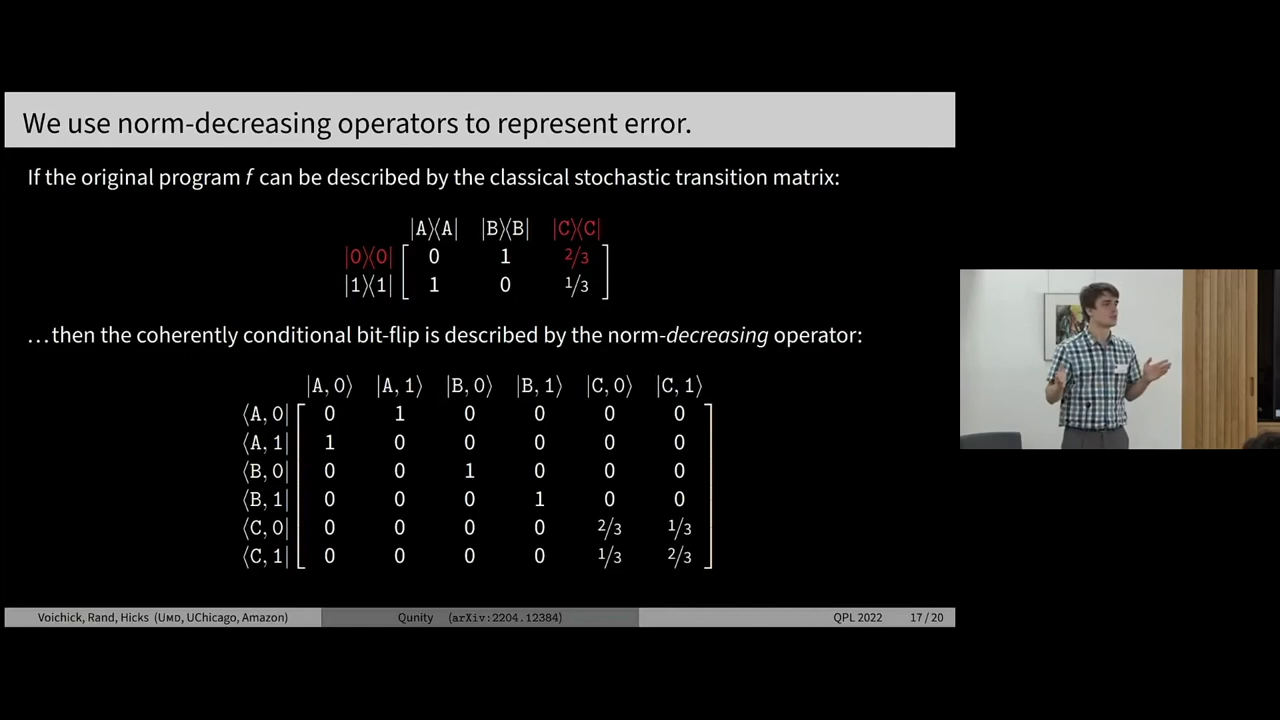 We use norm-decreasing operators to represent error.
If the original program f can be described by the classical stochastic transition matrix:
|A⟩⟨A| |B⟩⟨B| |C⟩⟨C|
|0⟩⟨0| 0 1 2/3
|1⟩⟨1| 1 0 1/3
…then the coherently conditional bit-flip is described by the norm-decreasing operator:
|A, 0⟩ |A, 1⟩ |B, 0⟩ |B, 1⟩ |C, 0⟩ |C, 1⟩
⟨A, 0| 0 1 0 0 0 0
⟨A, 1| 1 0 0 0 0 0
⟨B, 0| 0 0 1 0 0 0
⟨B, 1| 0 0 0 1 0 0
⟨C, 0| 0 0 0 0 2/3 1/3
⟨C, 1| 0 0 0 0 1/3 2/3
Voichick, Rand, Hicks (UMD, UChicago, Amazon) Qunity (arXiv:2204.12384) QPL 2022 17 / 20